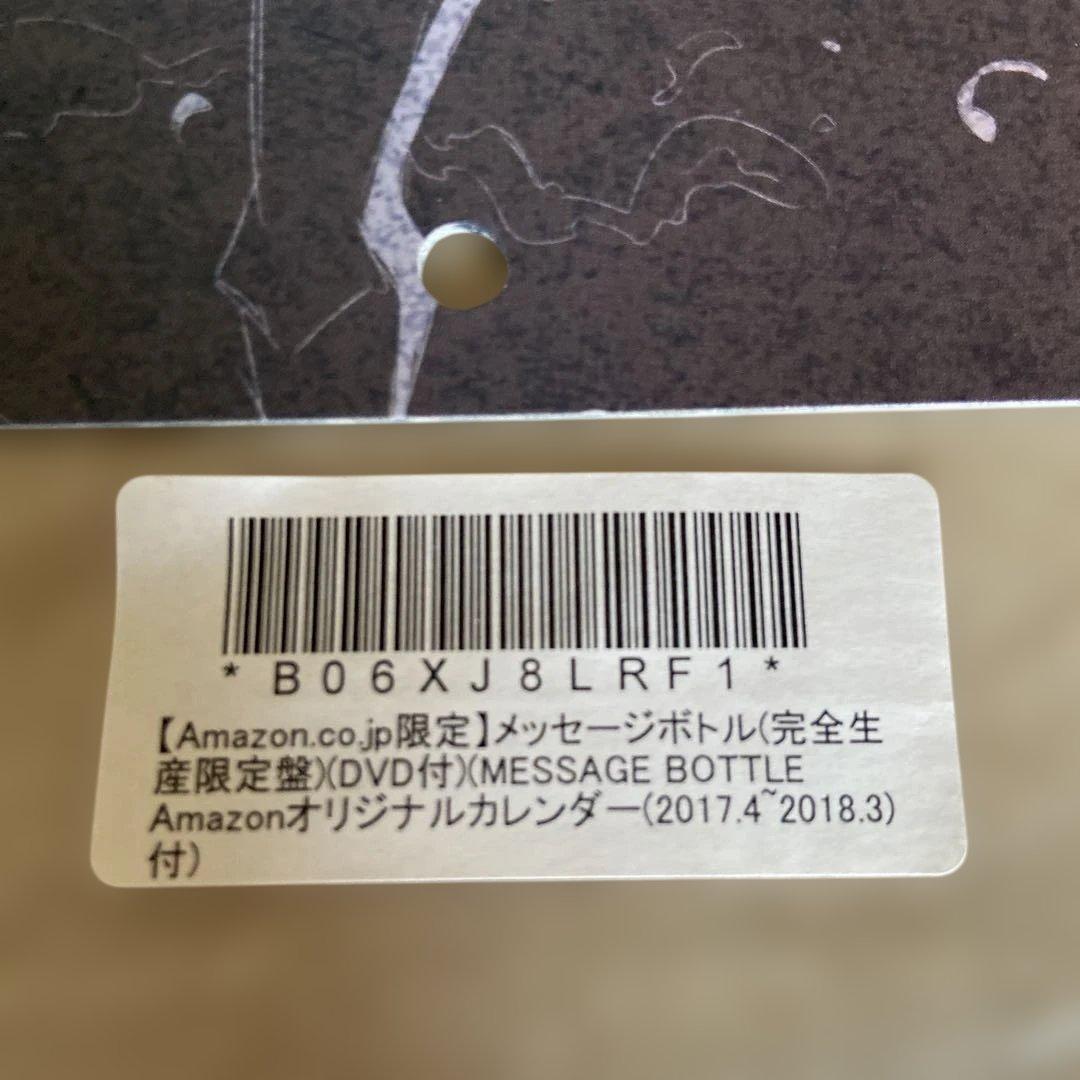 *B06XJ8LRF1*
【Amazon.co.jp限定】メッセージボトル(完全生
産限定盤)(DVD付)(MESSAGE BOTTLE
Amazonオリジナルカレンダー(2017.4~2018.3)
付)